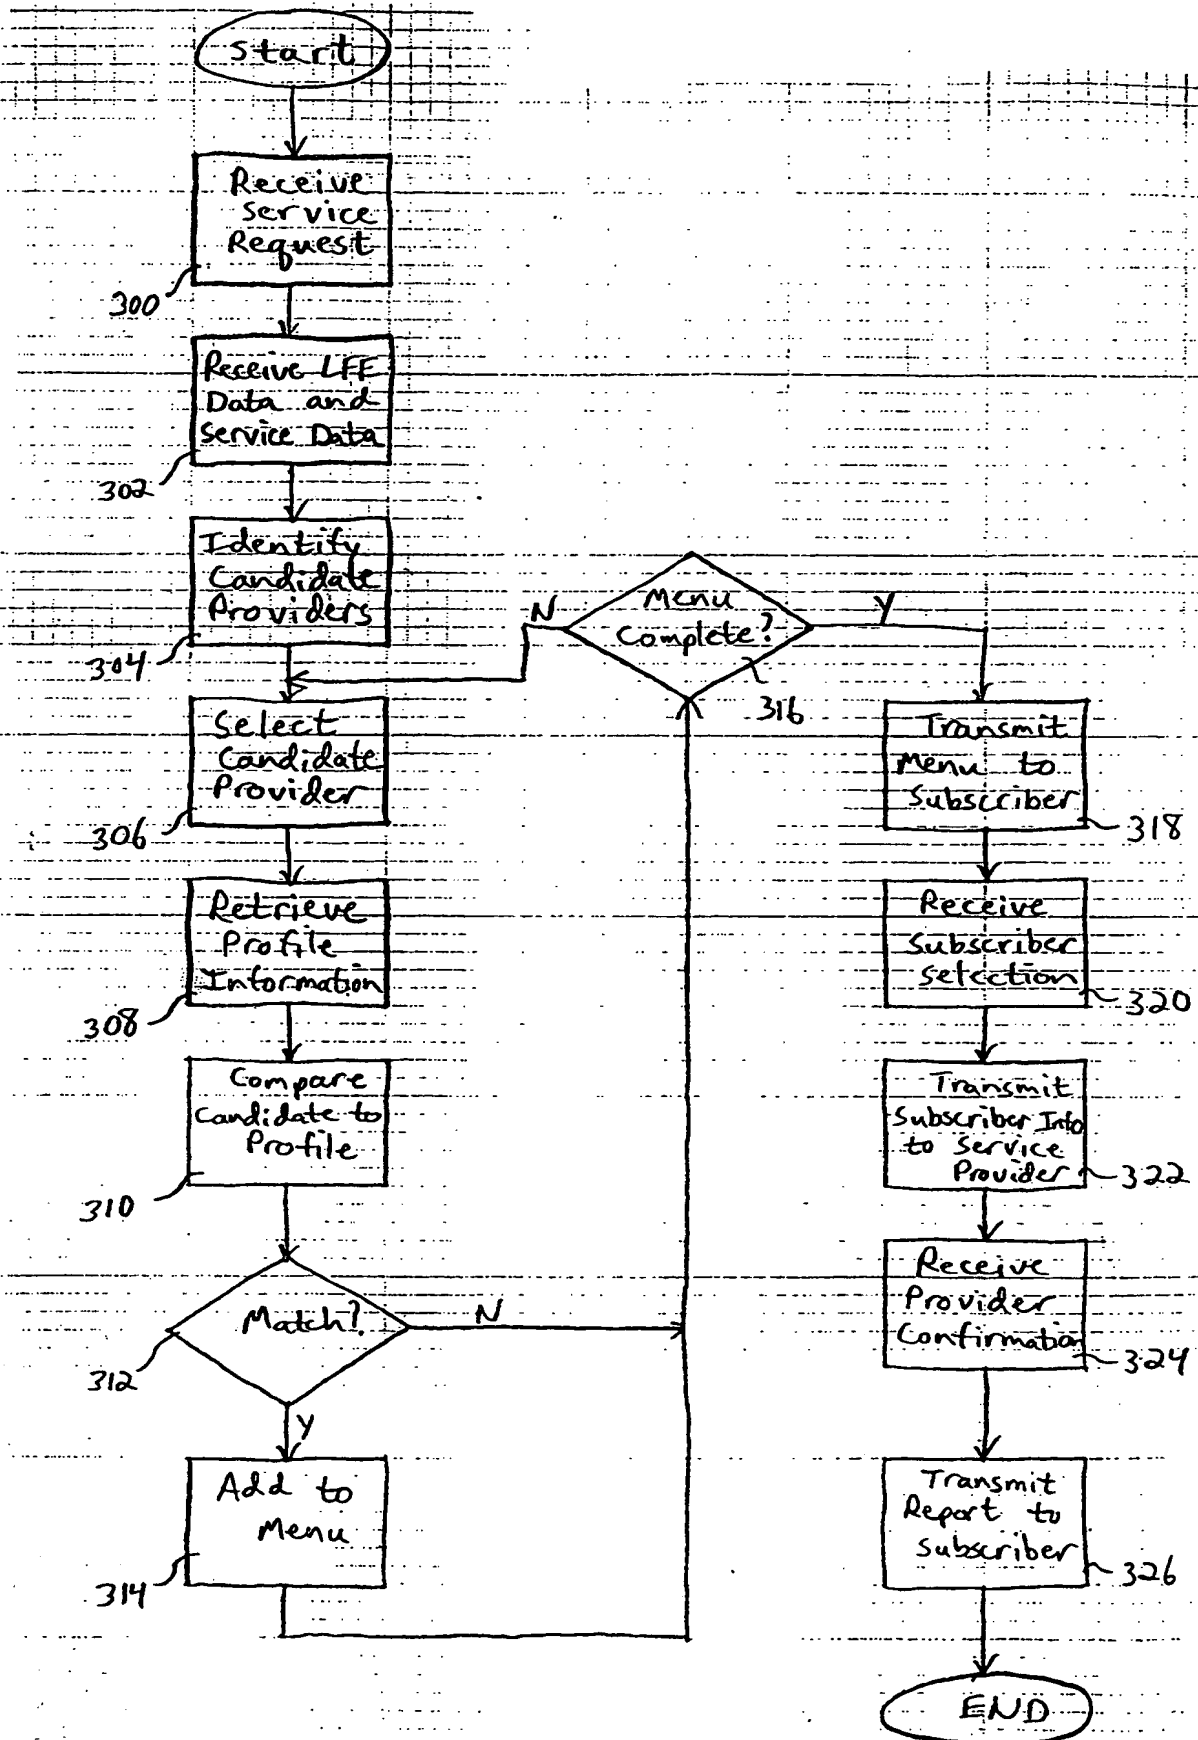 Start
Receive
Service
Request
300
Receive LFE
Data and
Service Data
302
Identify
Candidate
Providers
304
Select
Candidate
Provider
306
Retrieve
Profile
Information
308
Compare
Candidate to
Profile
310
Match?
N
312
Y
Add to
Menu
314
Menu
Complete?
N
Y
316
Transmit
Menu to
Subscriber
318
Receive
Subscriber
Selection
320
Transmit
Subscriber Info
to Service
Provider
322
Receive
Provider
Confirmation
324
Transmit
Report to
Subscriber
326
END